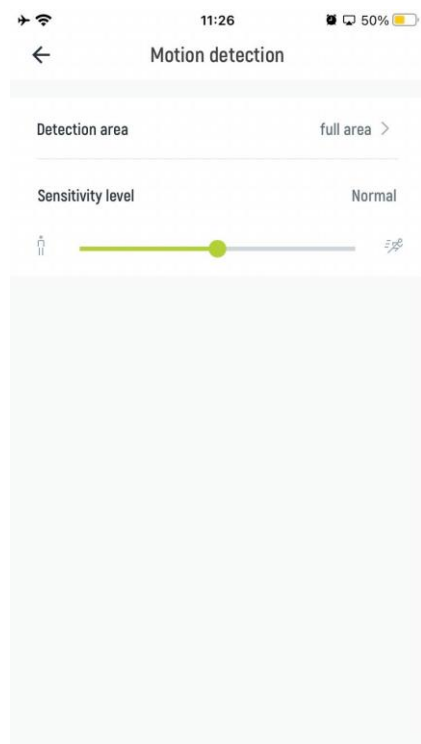 11:26
50%
Motion detection
Detection area
full area
Sensitivity level
Normal